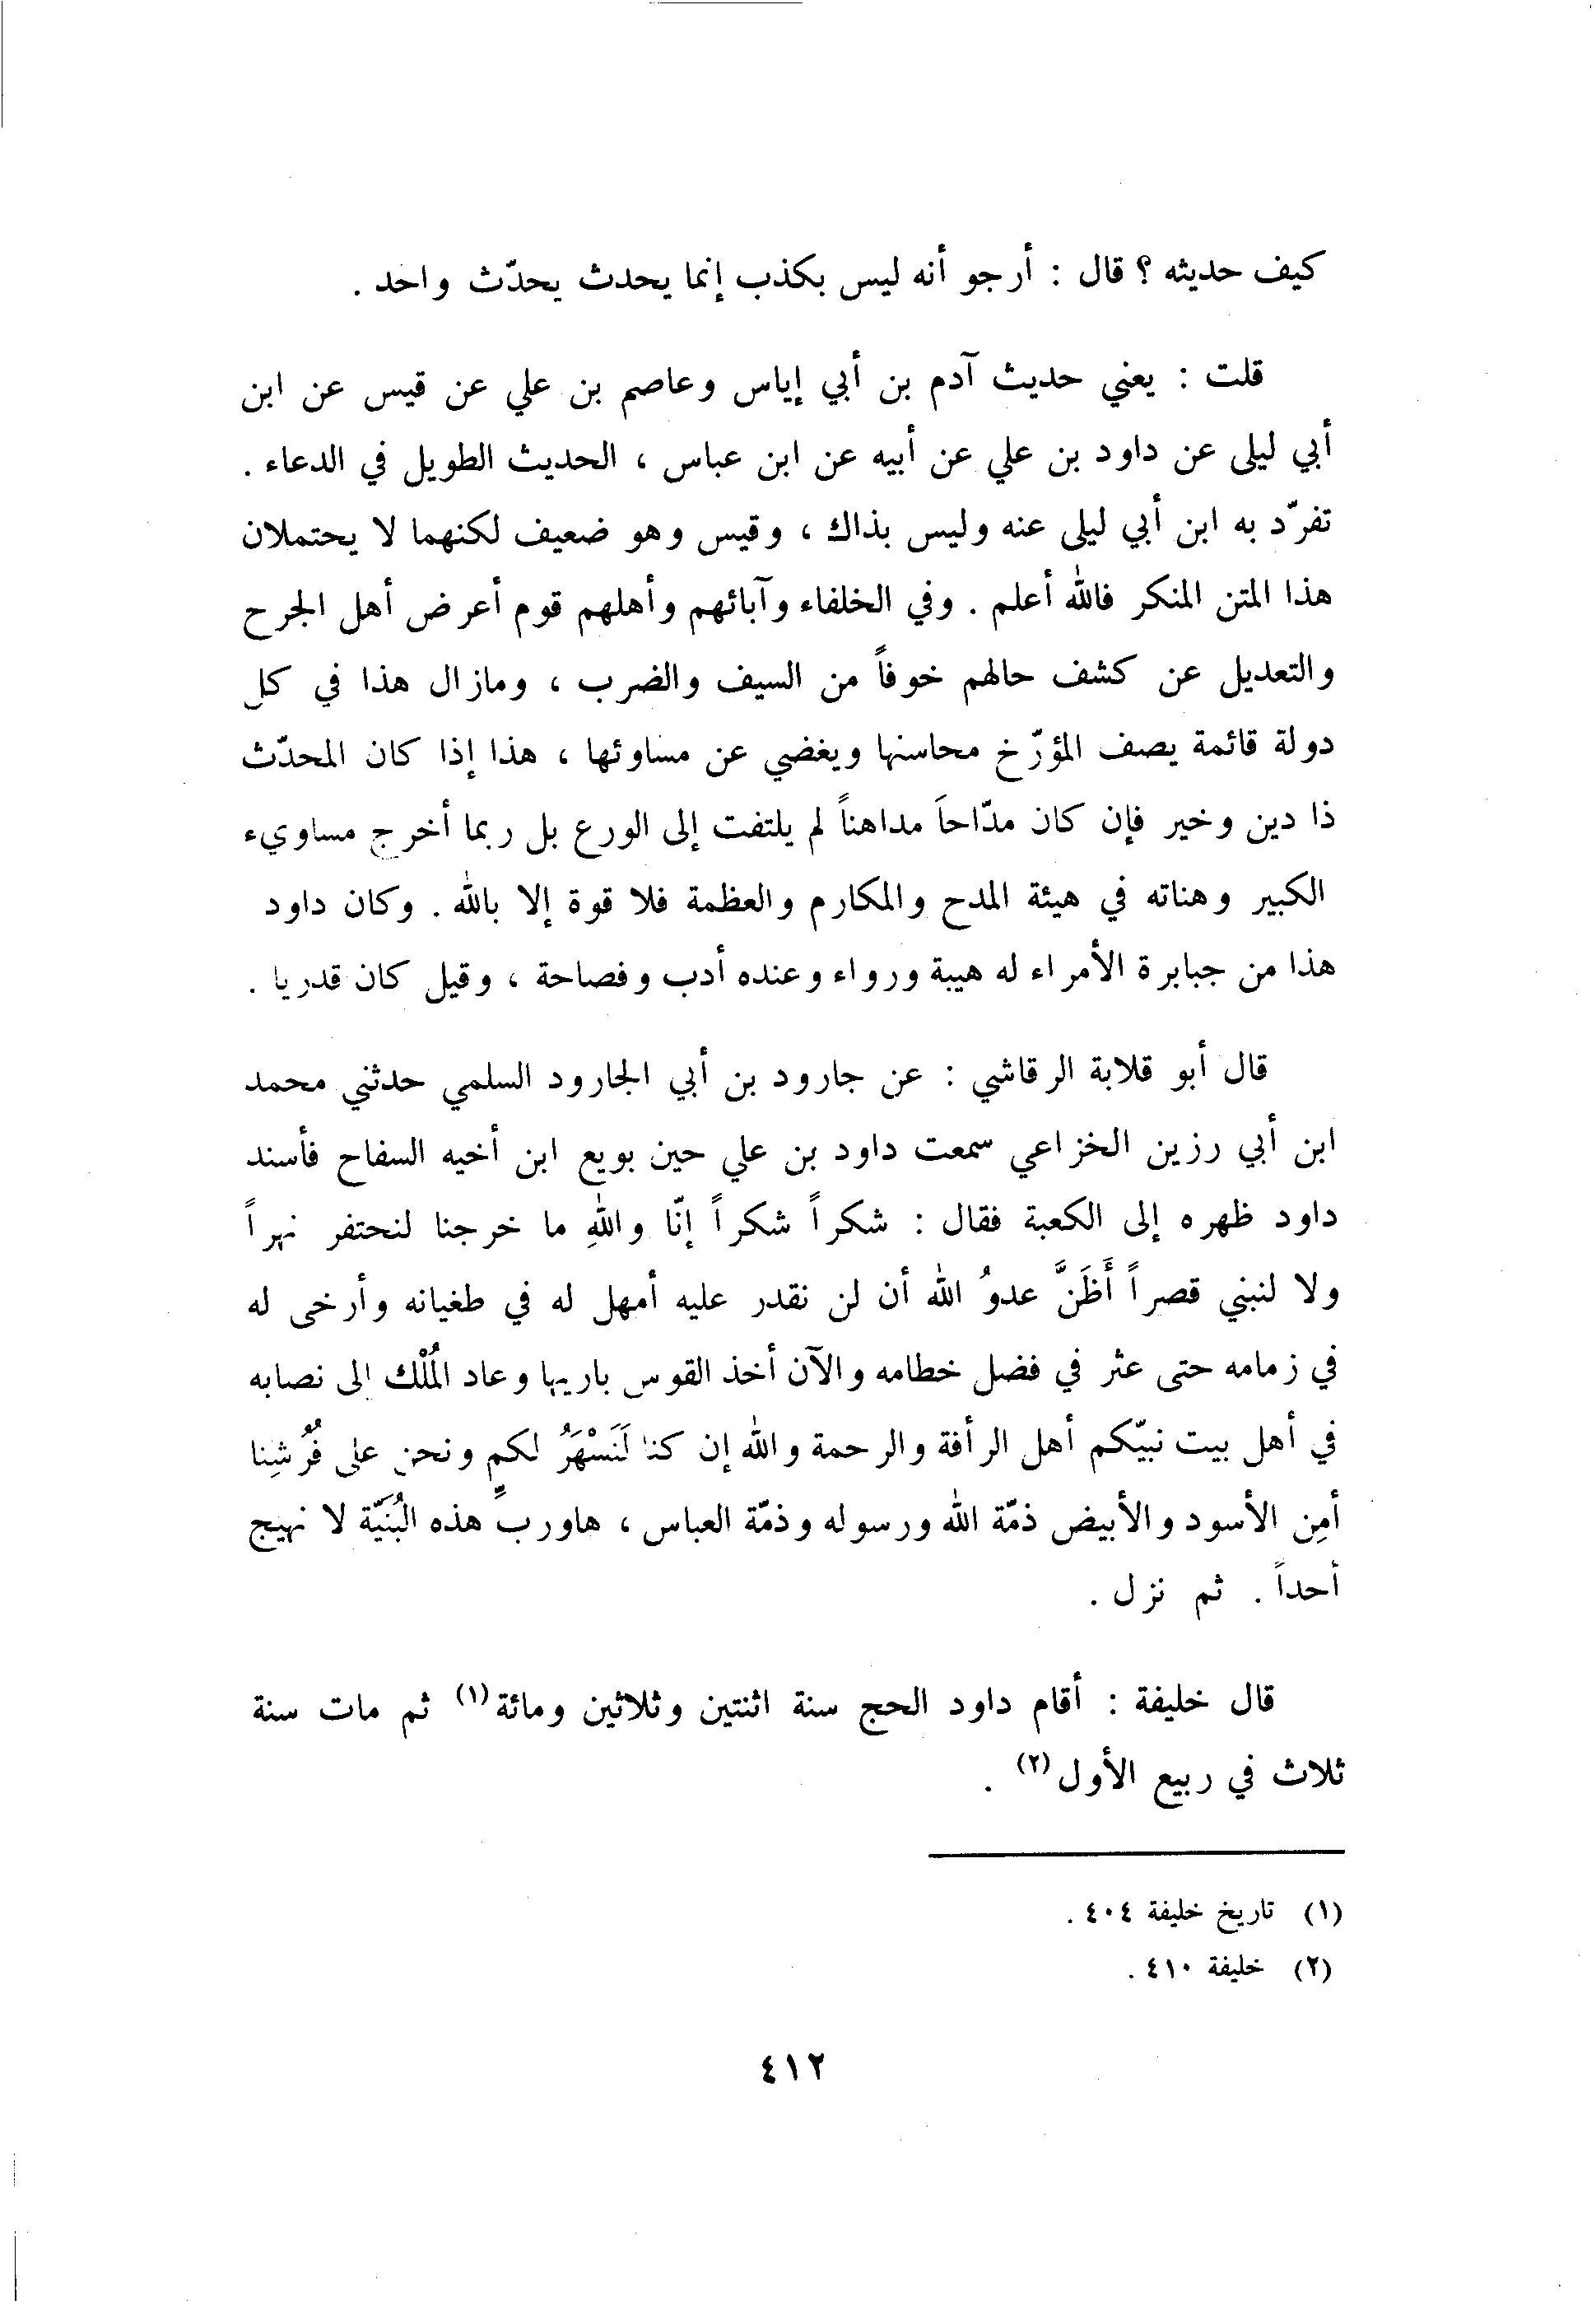 كيف حديثه ؟ قال : أرجو أنه ليس بكذب إنما يحدث يحدّث واحد .
قلت : يعني حديث آدم بن أبي إياس وعاصم بن علي عن قيس عن ابن
أبي ليلى عن داود بن علي عن أبيه عن ابن عباس ، الحديث الطويل في الدعاء .
تفرّد به ابن أبي ليلى عنه وليس بذاك ، وقيس وهو ضعيف لكنهما لا يحتملان
هذا المتن المنكر فالله أعلم . وفي الخلفاء وآبائهم وأهلهم قوم أعرض أهل الجرح
والتعديل عن كشف حالهم خوفاً من السيف والضرب ، ومازال هذا في كل
دولة قائمة يصف المؤرّخ محاسنها ويغضي عن مساوئها ، هذا إذا كان المحدّث
ذا دين وخير فإن كان مدّاحاً مداهناً لم يلتفت إلى الورع بل ربما أخرج مساويء
الكبير وهناته في هيئة المدح والمكارم والعظمة فلا قوة إلا بالله . وكان داود
هذا من جبابرة الأمراء له هيبة ورواء وعنده أدب وفصاحة ، وقيل كان قدريا .
قال أبو قلابة الرقاشي : عن جارود بن أبي الجارود السلمي حدثني محمد
ابن أبي رزين الخزاعي سمعت داود بن علي حين بويع ابن أخيه السفاح فأسند
داود ظهره إلى الكعبة فقال : شكراً شكراً إنّا واللهِ ما خرجنا لنحتفر نهراً
ولا لنبني قصراً أَظَنَّ عدوُ الله أن لن نقدر عليه أمهل له في طغيانه وأرخى له
في زمامه حتى عثر في فضل خطامه والآن أخذ القوس باريها وعاد المُلْك الى نصابه
في أهل بيت نبيّكم أهل الرأفة والرحمة والله إن كنا لَنَسْهَرُ لكم ونحن على فُرُشِنا
أمِن الأسود والأبيض ذمّة الله ورسوله وذمّة العباس ، هاوربِّ هذه البُنَيّة لا نهيج
أحداً . ثم نزل .
قال خليفة : أقام داود الحج سنة اثنتين وثلاثين ومائة (١) ثم مات سنة
ثلاث في ربيع الأول (٢) .
(١) تاريخ خليفة ٤٠٤ .
(٢) خليفة ٤١٠ .
٤١٢